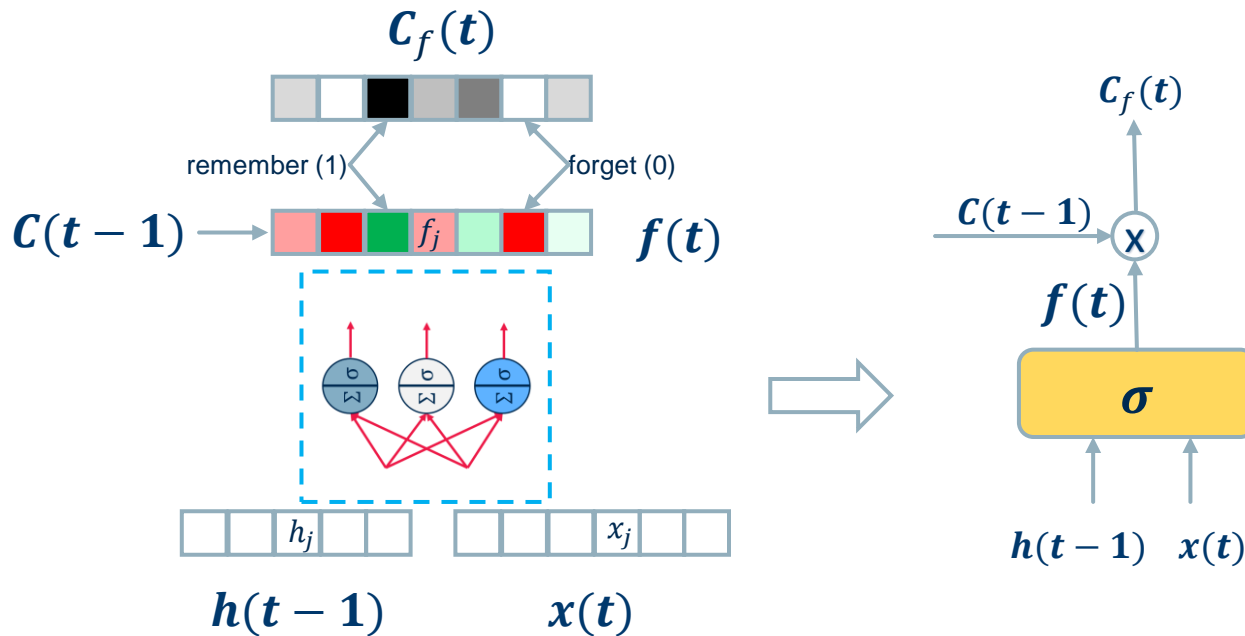 C_f(t)
remember (1)
forget (0)
C(t − 1)
f_j
f(t)
σ
Σ
σ
Σ
σ
Σ
h_j
x_j
h(t − 1)
x(t)
C_f(t)
C(t − 1)
x
f(t)
σ
h(t − 1)
x(t)